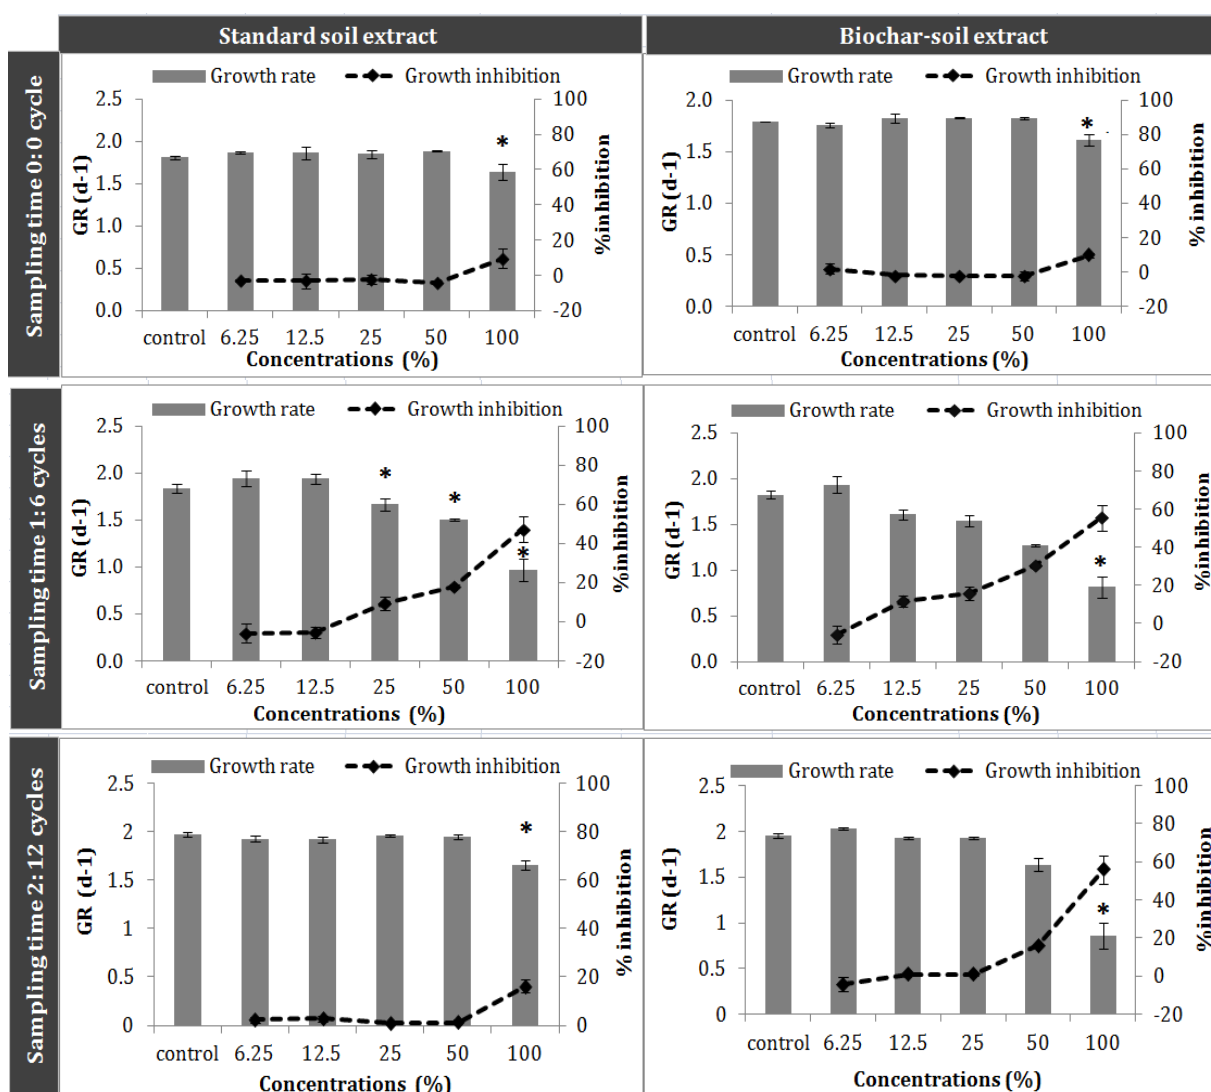 Standard soil extract
Biochar-soil extract
Sampling time 0: 0 cycle
Growth rate
Growth inhibition
GR (d-1)
2.5
2.0
1.5
1.0
0.5
0.0
*
100
80
60
40
20
0
-20
% inhibition
control 6.25 12.5 25 50 100
Concentrations (%)
Growth rate
Growth inhibition
GR (d-1)
2.0
1.5
1.0
0.5
0.0
*
100
80
60
40
20
0
-20
% inhibition
control 6.25 12.5 25 50 100
Concentrations (%)
Sampling time 1: 6 cycles
Growth rate
Growth inhibition
GR (d-1)
2.5
2.0
1.5
1.0
0.5
0.0
* * *
100
80
60
40
20
0
-20
% inhibition
control 6.25 12.5 25 50 100
Concentrations (%)
Growth rate
Growth inhibition
GR (d-1)
2.5
2.0
1.5
1.0
0.5
0.0
*
100
80
60
40
20
0
-20
% inhibition
control 6.25 12.5 25 50 100
Concentrations (%)
Sampling time 2: 12 cycles
Growth rate
Growth inhibition
GR (d-1)
2.5
2
1.5
1
0.5
0
*
100
80
60
40
20
0
% inhibition
control 6.25 12.5 25 50 100
Concentrations (%)
Growth rate
Growth inhibition
GR (d-1)
2.5
2
1.5
1
0.5
0
*
100
80
60
40
20
0
-20
% inhibition
control 6.25 12.5 25 50 100
Concentrations (%)